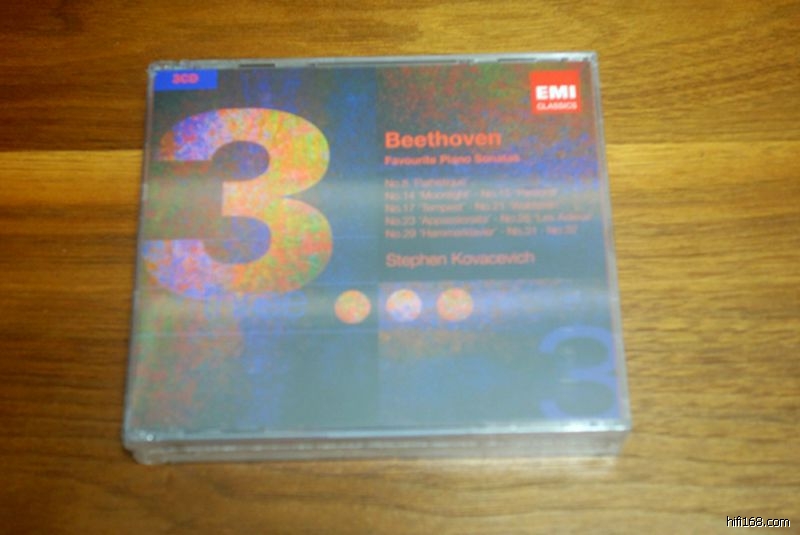 3CD
EMI
CLASSICS
3
Beethoven
Favourite Piano Sonatas
No.8 'Pathétique'
No.14 'Moonlight' · No.15 'Pastoral'
No.17 'Tempest' · No.21 'Waldstein'
No.23 'Appassionata' · No.26 'Les Adieux'
No.29 'Hammerklavier' · No.31 · No.32
Stephen Kovacevich
3
hifi168.com